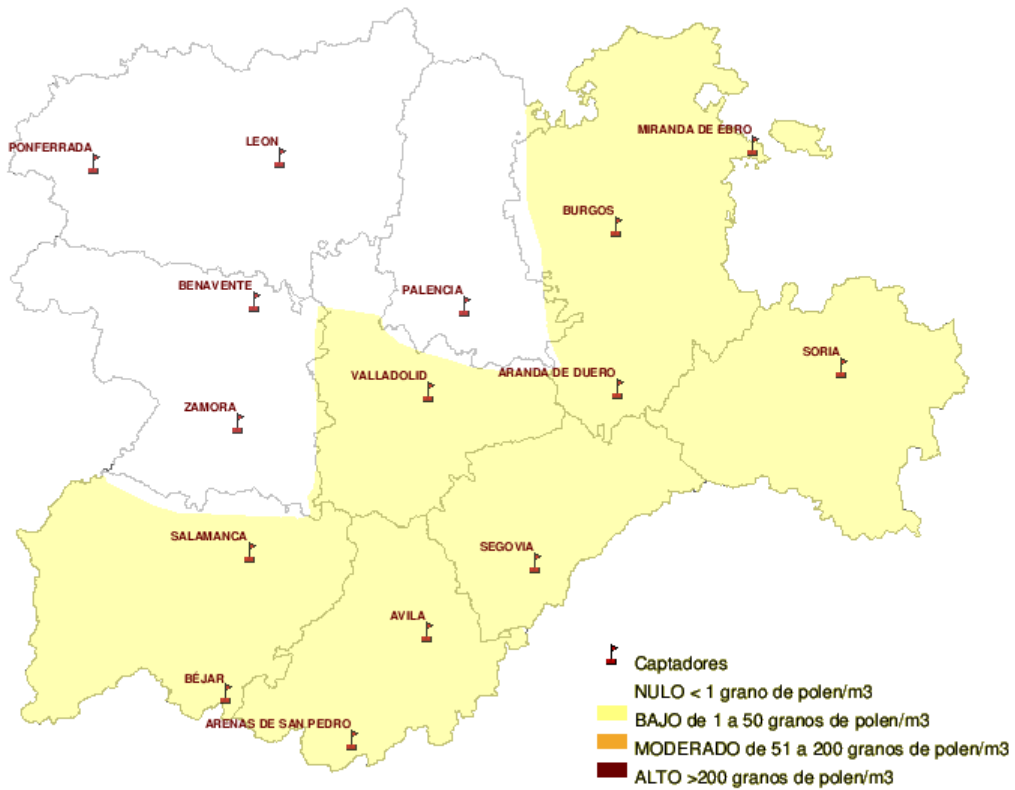 MIRANDA DE EBRO
PONFERRADA
LEON
BURGOS
BENAVENTE
PALENCIA
SORIA
VALLADOLID
ARANDA DE DUERO
ZAMORA
SALAMANCA
SEGOVIA
AVILA
BÉJAR
ARENAS DE SAN PEDRO
Captadores
NULO < 1 grano de polen/m3
BAJO de 1 a 50 granos de polen/m3
MODERADO de 51 a 200 granos de polen/m3
ALTO >200 granos de polen/m3